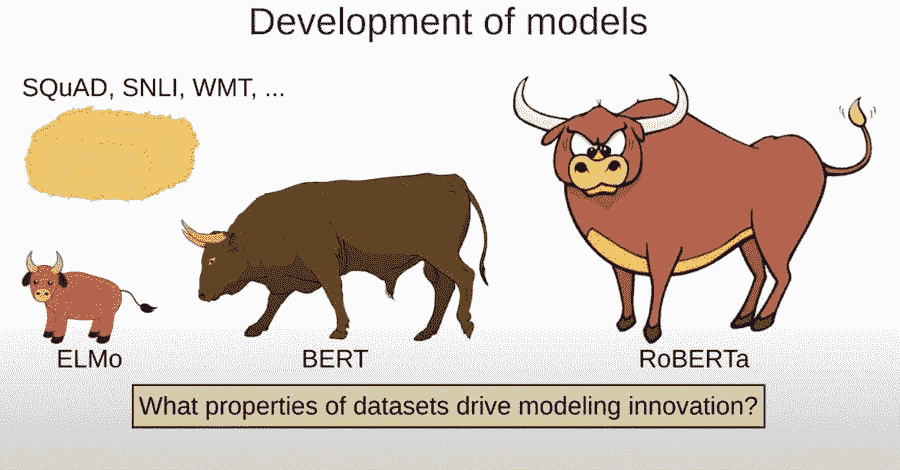 Development of models
SQuAD, SNLI, WMT, ...
ELMo
BERT
RoBERTa
What properties of datasets drive modeling innovation?